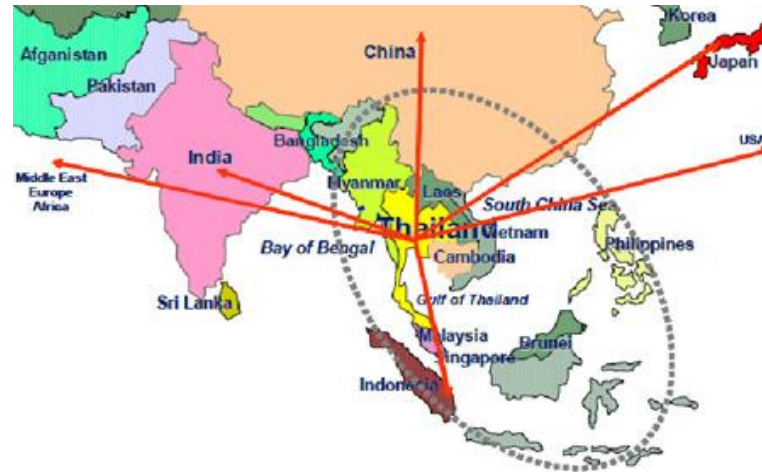 Korea
Afganistan
China
Japan
Pakistan
USA
Bangladesh
India
Middle East
Europe
Africa
Myanmar
Laos
South China Sea
Thailand
Vietnam
Bay of Bengal
Philippines
Cambodia
Sri Lanka
Gulf of Thailand
Malaysia
Brunei
Singapore
Indonecia